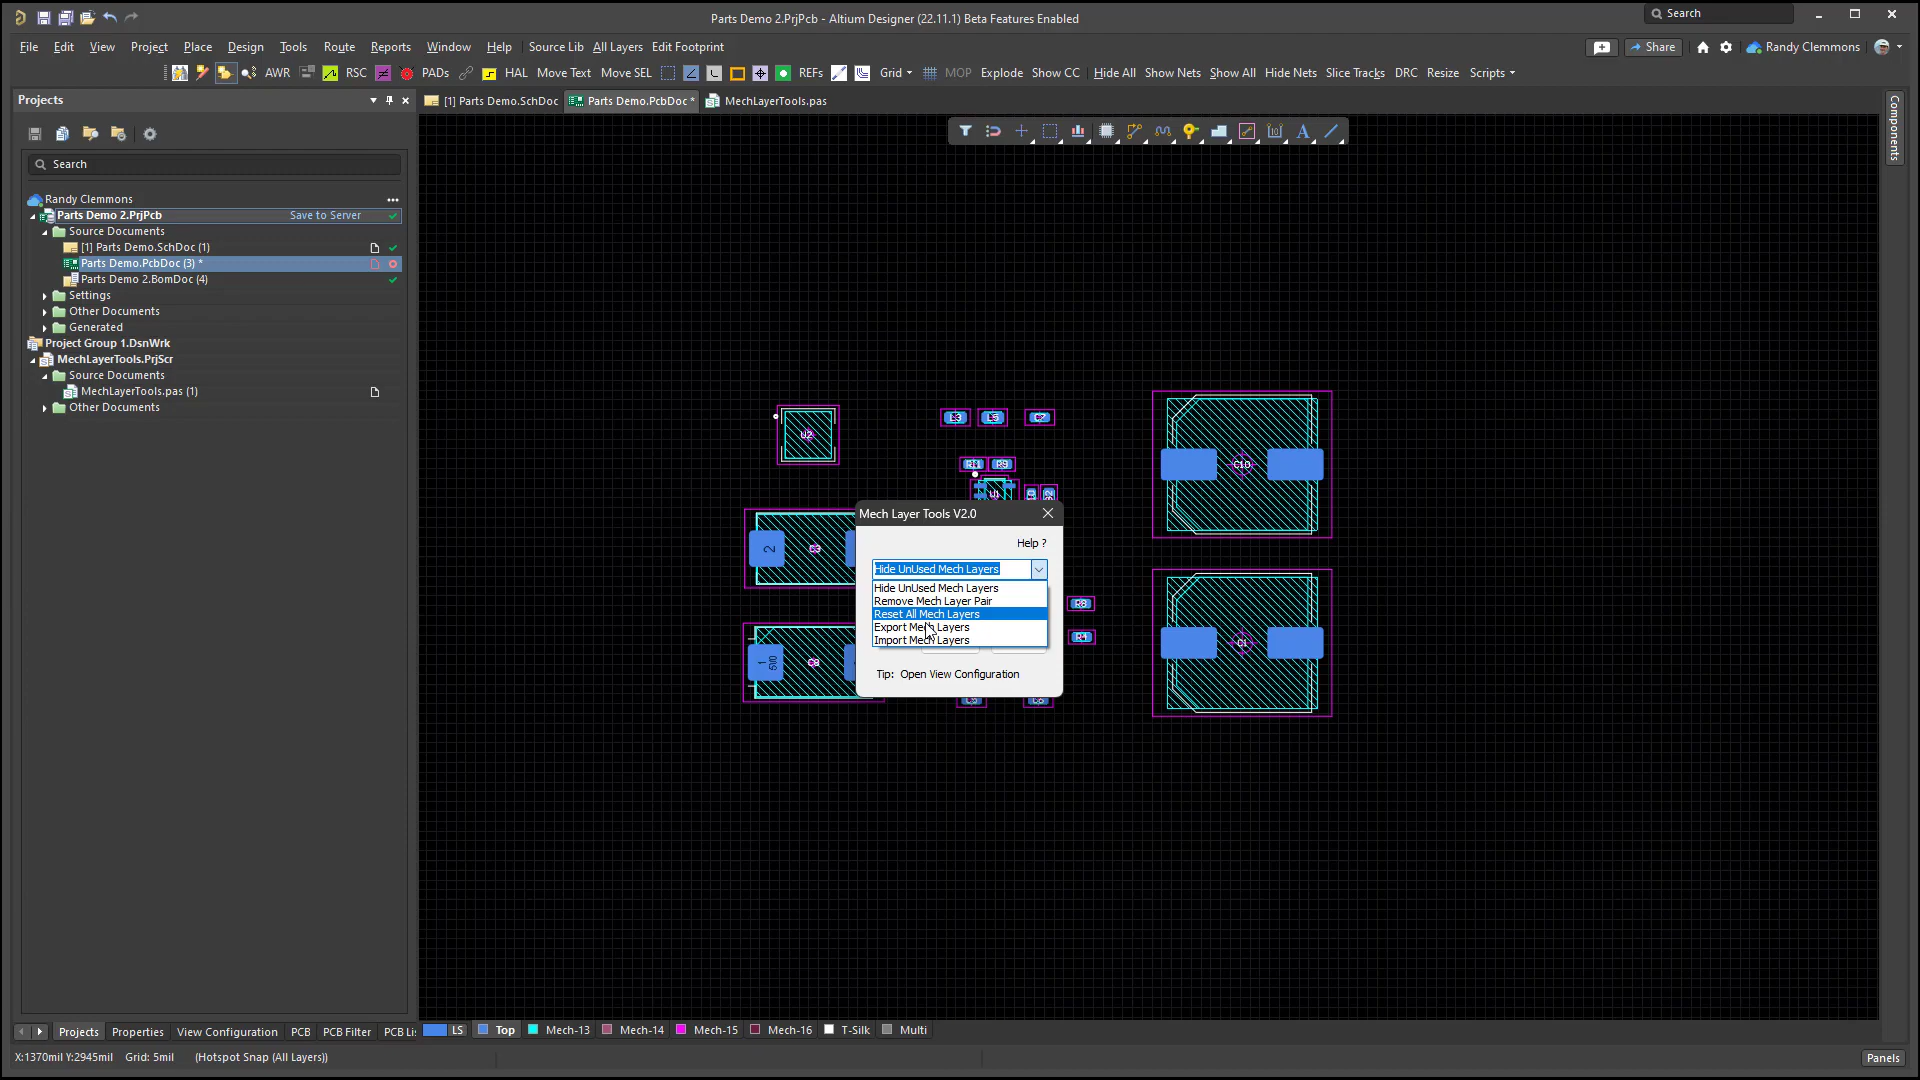 Parts Demo 2.PrjPcb - Altium Designer (22.11.1) Beta Features Enabled
Search
File Edit View Project Place Design Tools Route Reports Window Help Source Lib All Layers Edit Footprint
Share
Randy Clemmons
AWR RSC PADs HAL Move Text Move SEL REFs Grid MOP Explode Show CC Hide All Show Nets Show All Hide Nets Slice Tracks DRC Resize Scripts
Projects
[1] Parts Demo.SchDoc
Parts Demo.PcbDoc *
MechLayerTools.pas
Components
Search
Randy Clemmons
Parts Demo 2.PrjPcb Save to Server
Source Documents
[1] Parts Demo.SchDoc (1)
Parts Demo.PcbDoc (3) *
Parts Demo 2.BomDoc (4)
Settings
Other Documents
Generated
Project Group 1.DsnWrk
MechLayerTools.PrjScr
Source Documents
MechLayerTools.pas (1)
Other Documents
U2
C10
U1
2
C3
1
C1
Mech Layer Tools V2.0
Help ?
Hide UnUsed Mech Layers
Hide UnUsed Mech Layers
Remove Mech Layer Pair
Reset All Mech Layers
Export Mech Layers
Import Mech Layers
Tip: Open View Configuration
Projects Properties View Configuration PCB PCB Filter
LS Top Mech-13 Mech-14 Mech-15 Mech-16 T-Silk Multi
X:1370mil Y:2945mil Grid: 5mil (Hotspot Snap (All Layers))
Panels